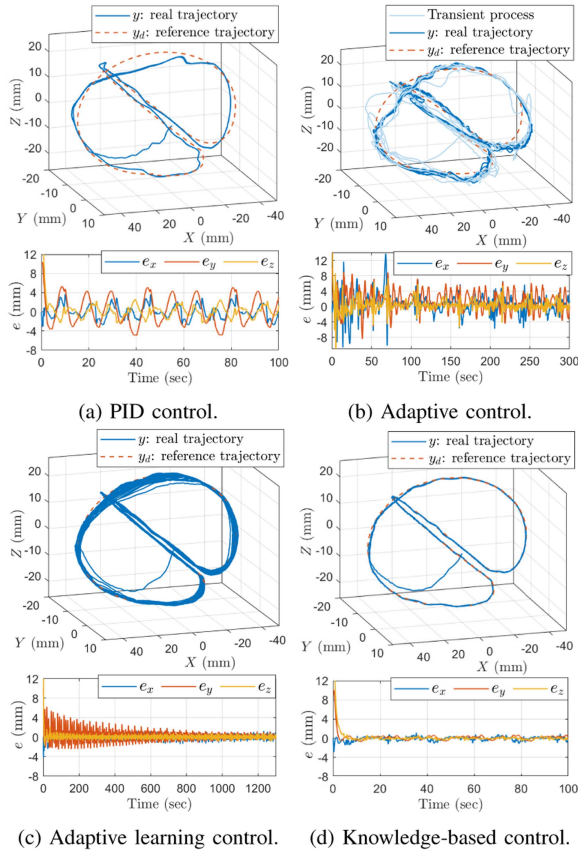 y: real trajectory
y_d: reference trajectory
20
10
0
-10
-20
Z (mm)
-20
-10
0
10
Y (mm)
40
20
0
-20
-40
X (mm)
e_x
e_y
e_z
12
8
4
0
-4
-8
e (mm)
0
20
40
60
80
100
Time (sec)
(a) PID control.
Transient process
y: real trajectory
y_d: reference trajectory
20
10
0
-10
-20
Z (mm)
-20
-10
0
10
Y (mm)
40
20
0
-20
-40
X (mm)
e_x
e_y
e_z
12
8
4
0
-4
-8
e (mm)
0
50
100
150
200
250
300
Time (sec)
(b) Adaptive control.
y: real trajectory
y_d: reference trajectory
20
10
0
-10
-20
Z (mm)
-20
-10
0
10
Y (mm)
40
20
0
-20
-40
X (mm)
e_x
e_y
e_z
12
8
4
0
-4
-8
e (mm)
0
200
400
600
800
1000
1200
Time (sec)
(c) Adaptive learning control.
y: real trajectory
y_d: reference trajectory
20
10
0
-10
-20
Z (mm)
-20
-10
0
10
Y (mm)
40
20
0
-20
-40
X (mm)
e_x
e_y
e_z
12
8
4
0
-4
-8
e (mm)
0
20
40
60
80
100
Time (sec)
(d) Knowledge-based control.